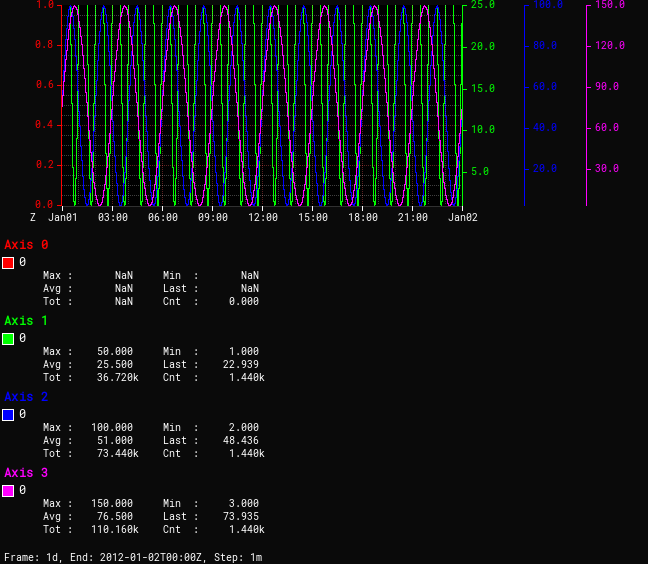 1.0 25.0 100.0 150.0
0.8 20.0 80.0 120.0
0.6 15.0 60.0 90.0
0.4 10.0 40.0 60.0
0.2 5.0 20.0 30.0
0.0
Z Jan01 03:00 06:00 09:00 12:00 15:00 18:00 21:00 Jan02
Axis 0
0
Max : NaN Min : NaN
Avg : NaN Last : NaN
Tot : NaN Cnt : 0.000
Axis 1
0
Max : 50.000 Min : 1.000
Avg : 25.500 Last : 22.939
Tot : 36.720k Cnt : 1.440k
Axis 2
0
Max : 100.000 Min : 2.000
Avg : 51.000 Last : 48.436
Tot : 73.440k Cnt : 1.440k
Axis 3
0
Max : 150.000 Min : 3.000
Avg : 76.500 Last : 73.935
Tot : 110.160k Cnt : 1.440k
Frame: 1d, End: 2012-01-02T00:00Z, Step: 1m